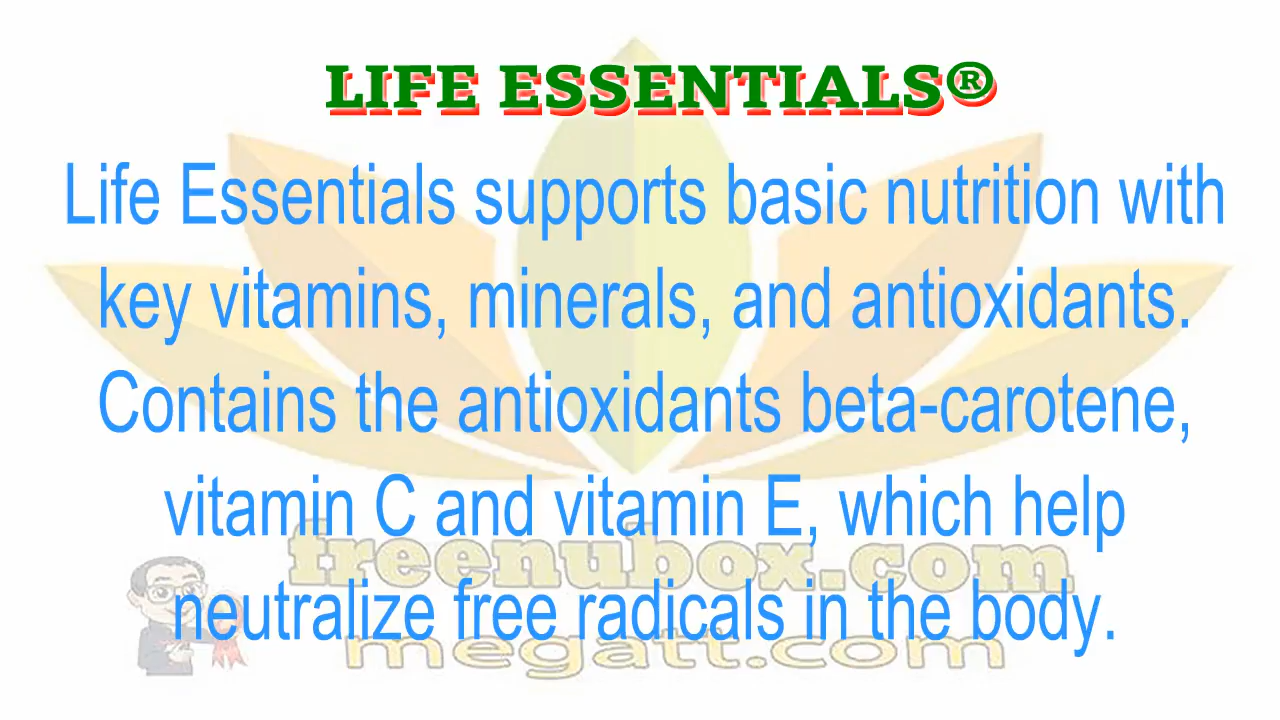 LIFE ESSENTIALS®
Life Essentials supports basic nutrition with
key vitamins, minerals, and antioxidants.
Contains the antioxidants beta-carotene,
vitamin C and vitamin E, which help
freenubox.com
neutralize free radicals in the body.
megatt.com